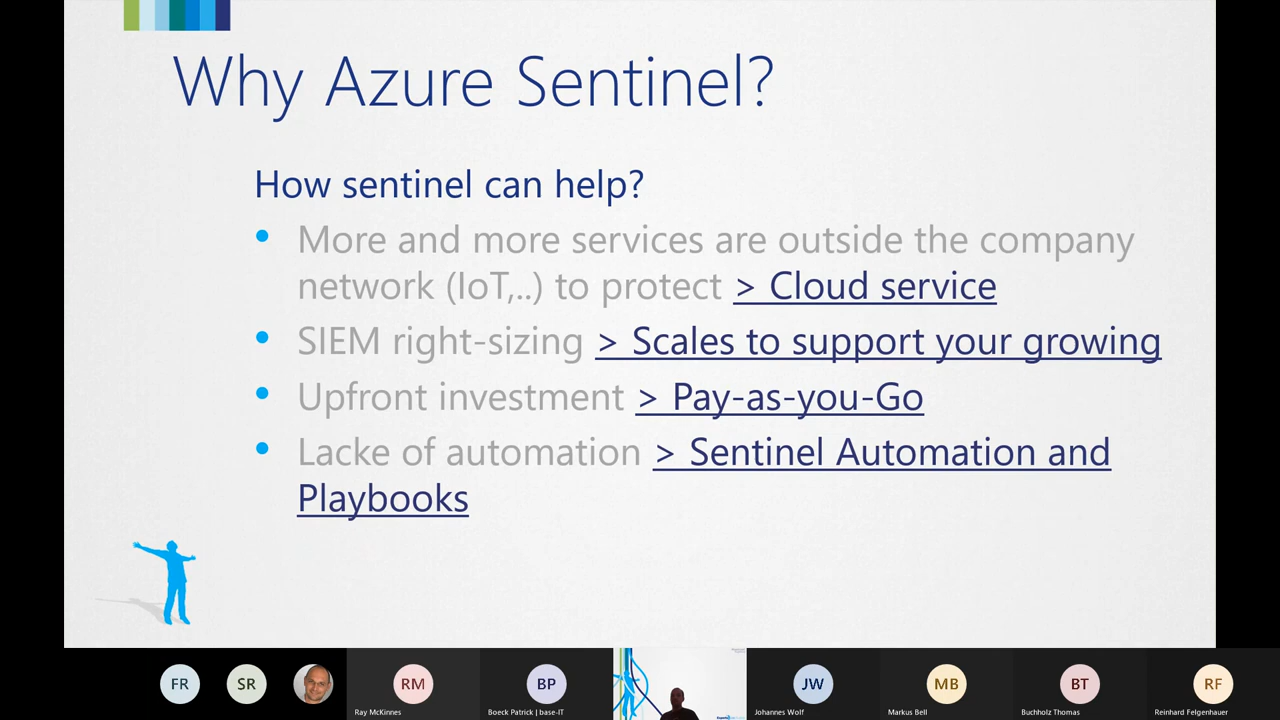 Why Azure Sentinel?
How sentinel can help?
• More and more services are outside the company
network (IoT,..) to protect > Cloud service
• SIEM right-sizing > Scales to support your growing
• Upfront investment > Pay-as-you-Go
• Lacke of automation > Sentinel Automation and
Playbooks
FR
SR
RM
Ray McKinnes
BP
Boeck Patrick | base-IT
JW
Johannes Wolf
MB
Markus Bell
BT
Buchholz Thomas
RF
Reinhard Felgenhauer